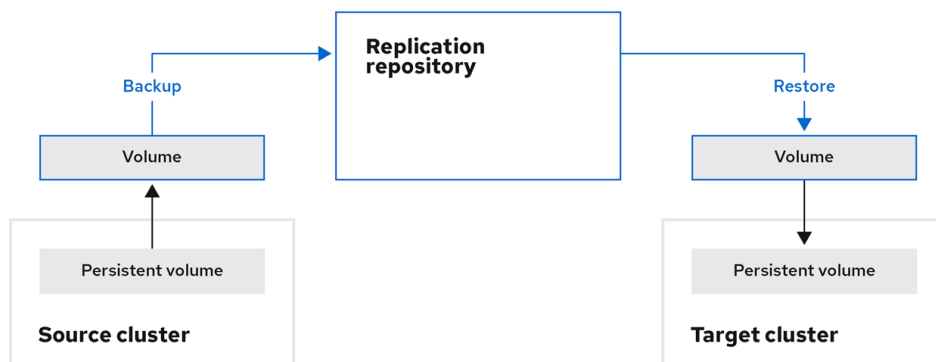 Replication
repository
Backup
Restore
Volume
Volume
Persistent volume
Persistent volume
Source cluster
Target cluster